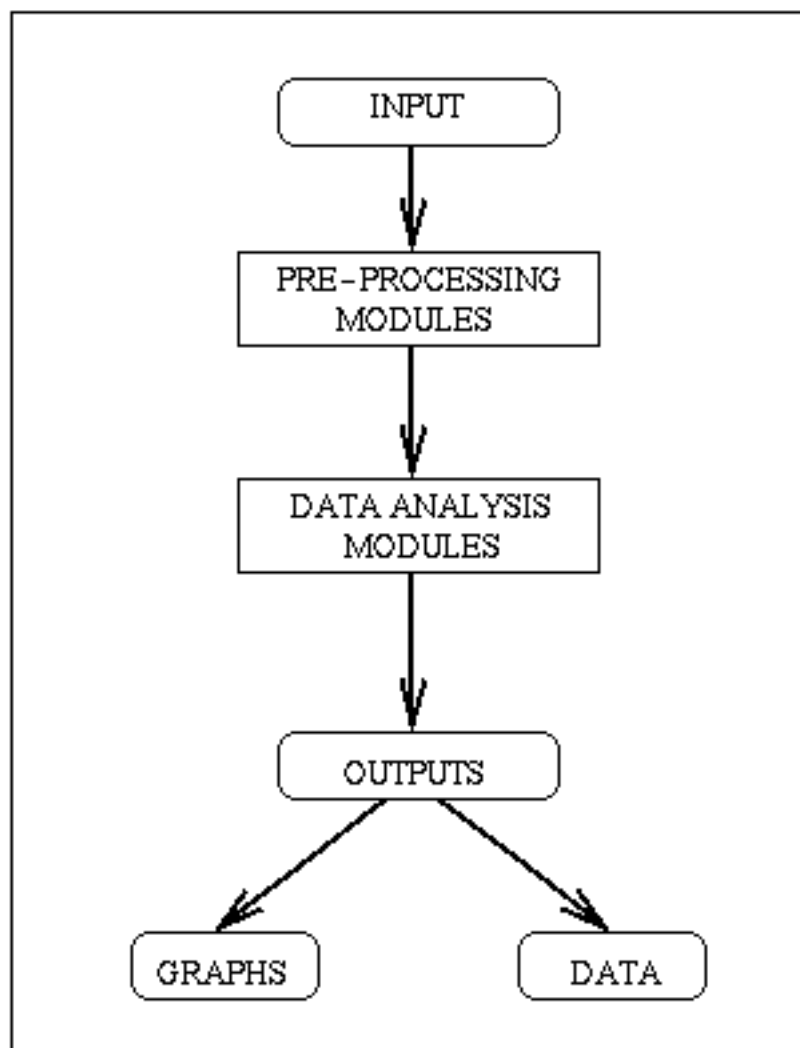 INPUT
PRE-PROCESSING
MODULES
DATA ANALYSIS
MODULES
OUTPUTS
GRAPHS
DATA